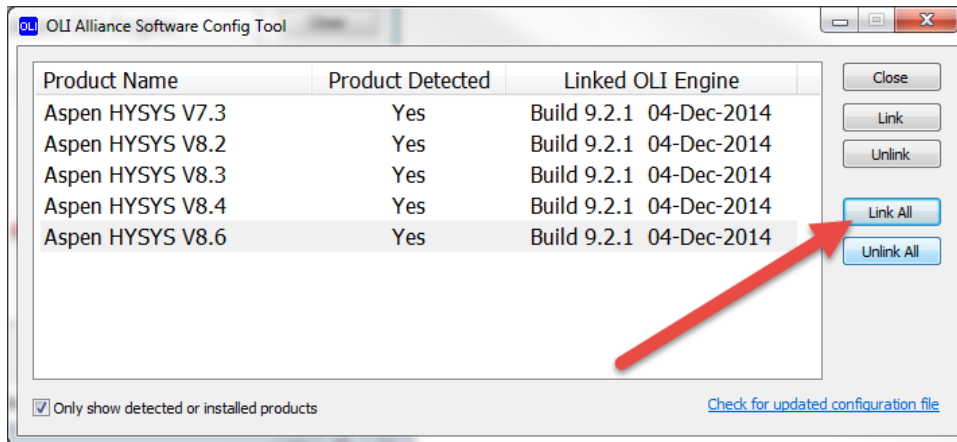 OLI OLI Alliance Software Config Tool
Product Name Product Detected Linked OLI Engine
Aspen HYSYS V7.3 Yes Build 9.2.1 04-Dec-2014
Aspen HYSYS V8.2 Yes Build 9.2.1 04-Dec-2014
Aspen HYSYS V8.3 Yes Build 9.2.1 04-Dec-2014
Aspen HYSYS V8.4 Yes Build 9.2.1 04-Dec-2014
Aspen HYSYS V8.6 Yes Build 9.2.1 04-Dec-2014
Close
Link
Unlink
Link All
Unlink All
Only show detected or installed products
Check for updated configuration file